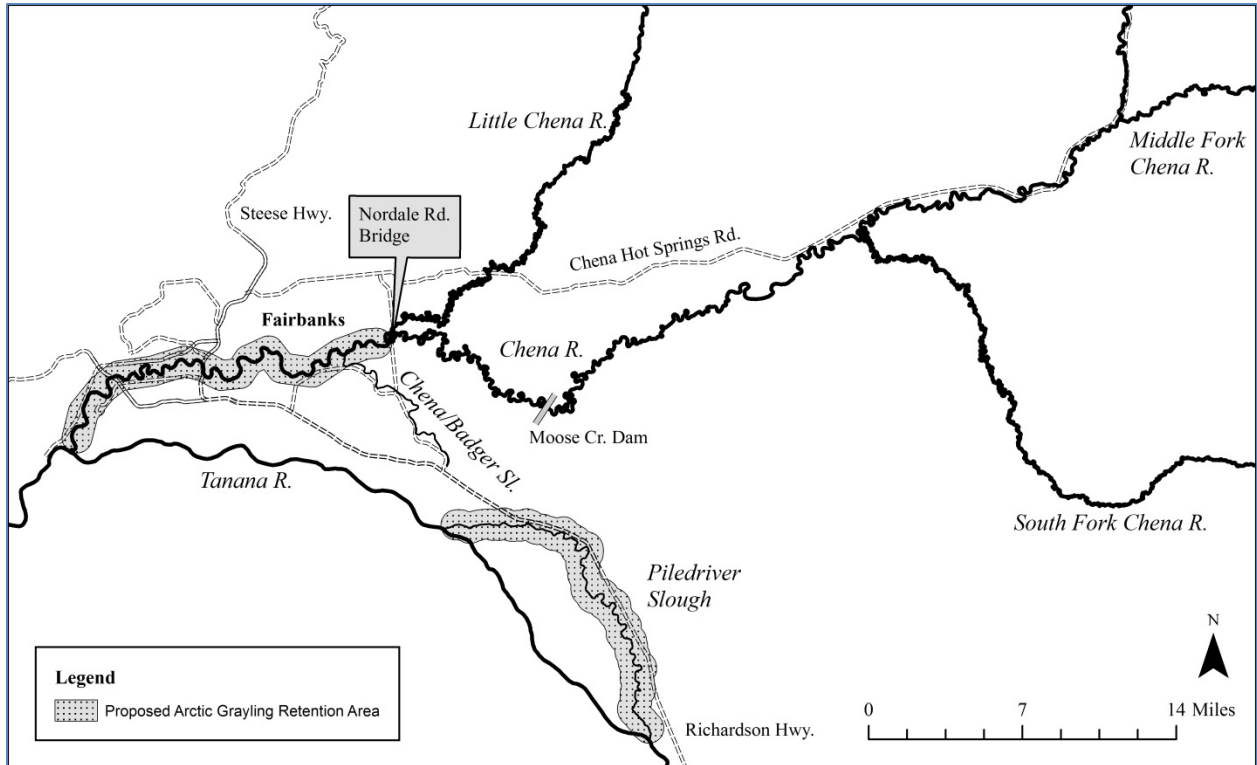 Little Chena R.
Middle Fork
Chena R.
Steese Hwy.
Nordale Rd.
Bridge
Chena Hot Springs Rd.
Fairbanks
Chena R.
Chena/Badger Sl.
Moose Cr. Dam
Tanana R.
South Fork Chena R.
Piledriver
Slough
N
Legend
Proposed Arctic Grayling Retention Area
Richardson Hwy.
0 7 14 Miles